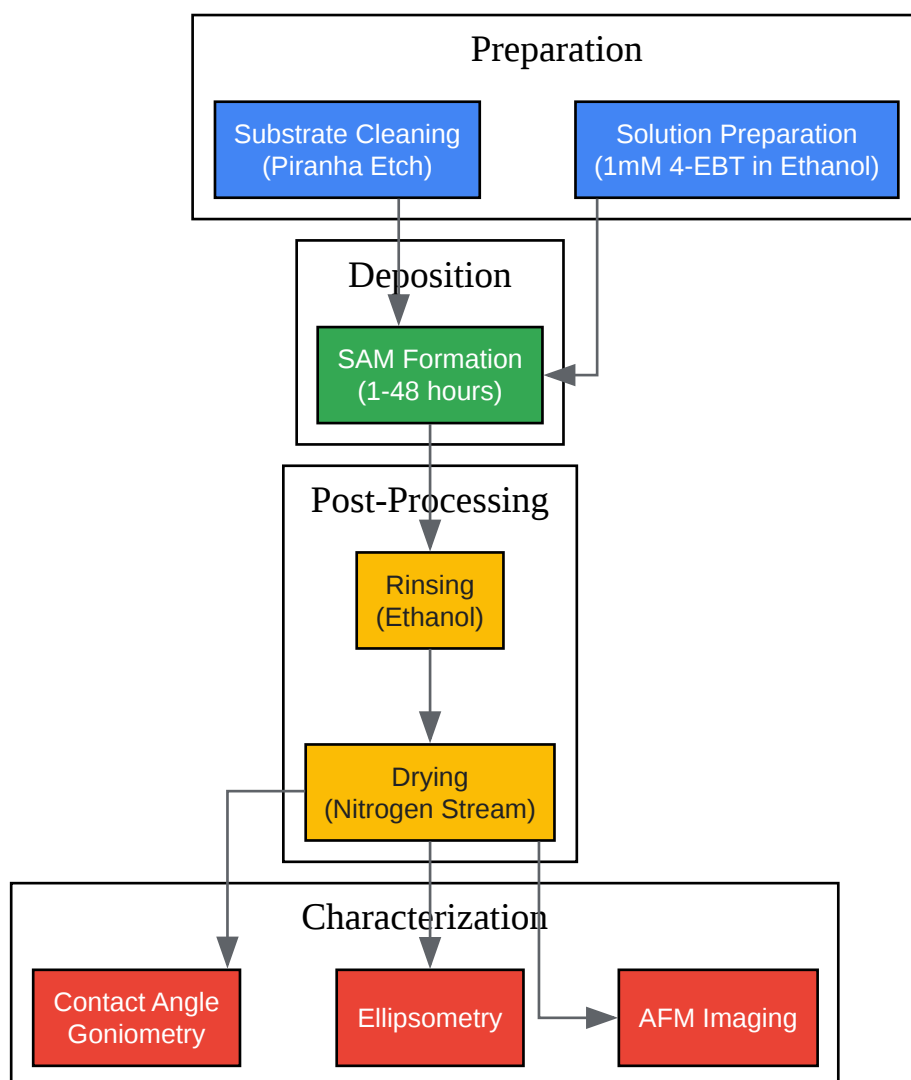 Preparation
Substrate Cleaning
(Piranha Etch)
Solution Preparation
(1mM 4-EBT in Ethanol)
Deposition
SAM Formation
(1-48 hours)
Post-Processing
Rinsing
(Ethanol)
Drying
(Nitrogen Stream)
Characterization
Contact Angle
Goniometry
Ellipsometry
AFM Imaging